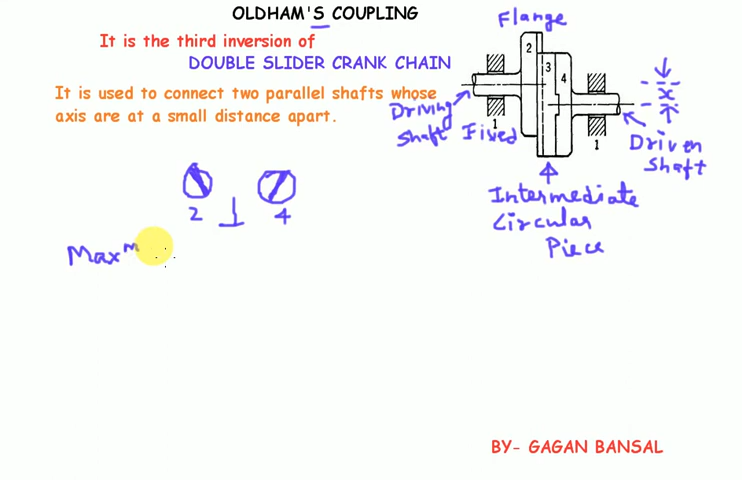 OLDHAM'S COUPLING
It is the third inversion of
DOUBLE SLIDER CRANK CHAIN
It is used to connect two parallel shafts whose
axis are at a small distance apart.
Flange
2
3
4
x
Driving
Shaft
1
Fixed
1
Driven
Shaft
Intermediate
Circular
Piece
2 ⊥ 4
Maxᵐ
BY- GAGAN BANSAL